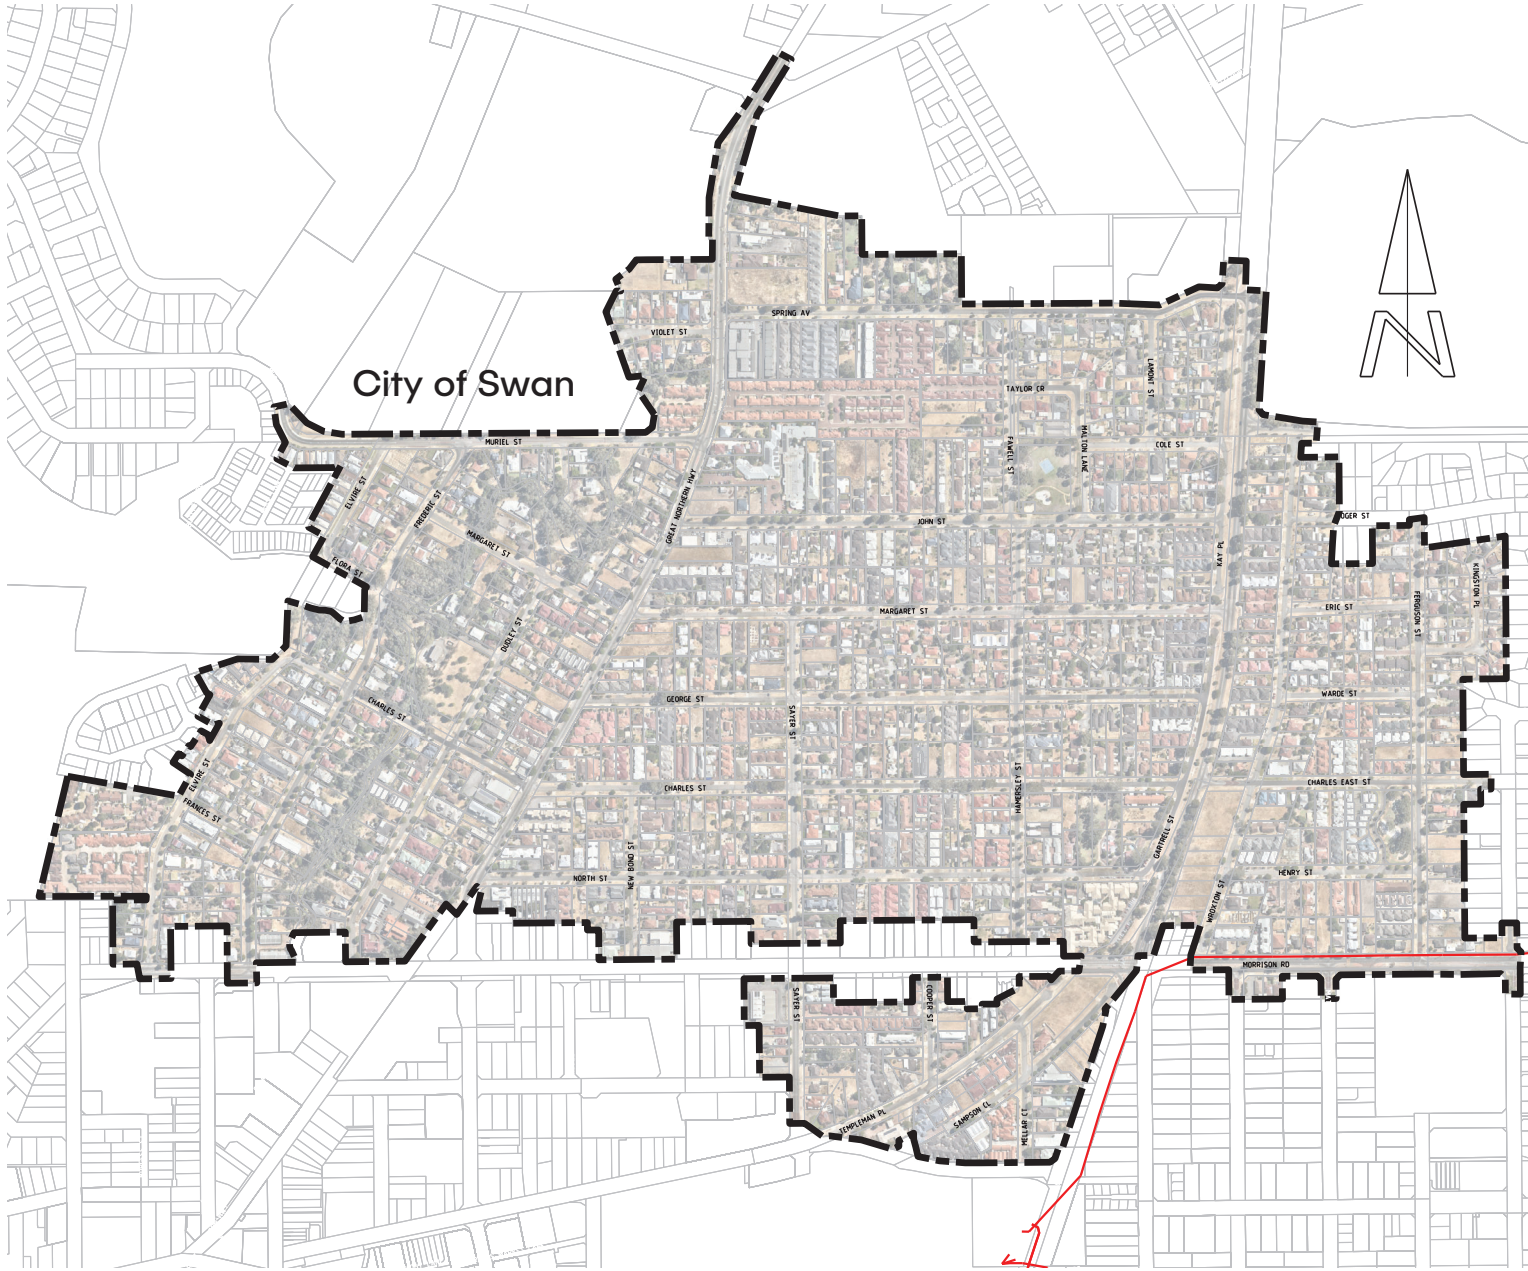 SPRING AV
VIOLET ST
City of Swan
TAYLOR CR
LAMONT ST
MURIEL ST
FAWELL ST
MALTON LANE
COLE ST
ELVIRE ST
FREDERIC ST
GREAT NORTHERN HWY
JOHN ST
OGER ST
MARGARET ST
KAY PL
FLORA ST
KINGSTON PL
MARGARET ST
ERIC ST
FERGUSON ST
DUDLEY ST
GEORGE ST
WARDE ST
CHARLES ST
SAYER ST
ELVIRE ST
CHARLES ST
HAMERSLEY ST
CHARLES EAST ST
FRANCES ST
GARTRELL ST
NEW BOND ST
NORTH ST
HENRY ST
WROXTON ST
MORRISON RD
SAYER ST
COOPER ST
TEMPLEMAN PL
SAMPSON CL
MELLAR CT
N